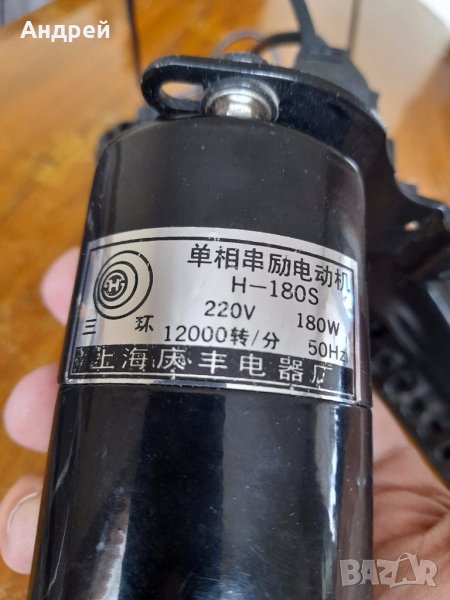 Андрей
单相串励电动机
H-180S
220V 180W
三环 12000转/分 50Hz
上海庆丰电器厂
BAZAR